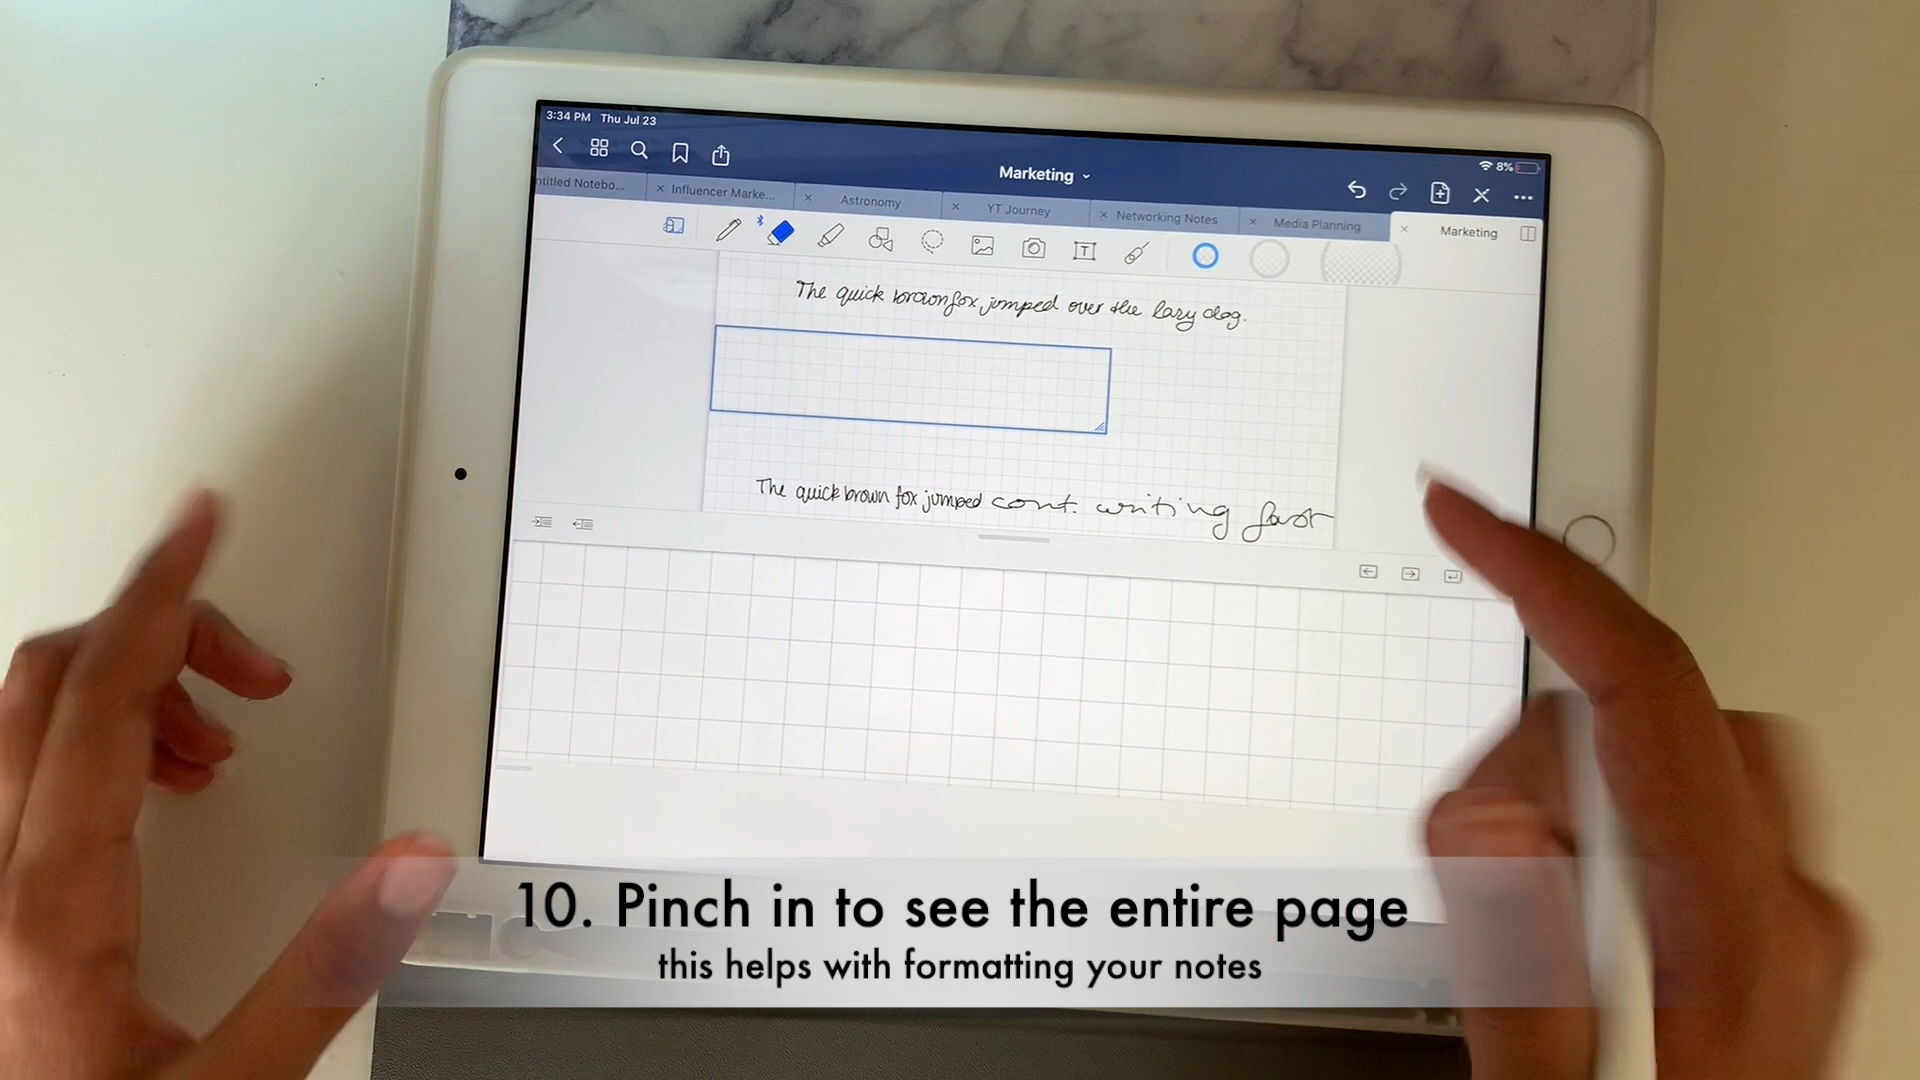 3:34 PM Thu Jul 23
8%
Marketing
ntitled Notebo...
Influencer Marke...
Astronomy
YT Journey
Networking Notes
Media Planning
Marketing
T
The quick brown fox jumped over the lazy dog.
The quick brown fox jumped cont. writing fast
10. Pinch in to see the entire page
this helps with formatting your notes